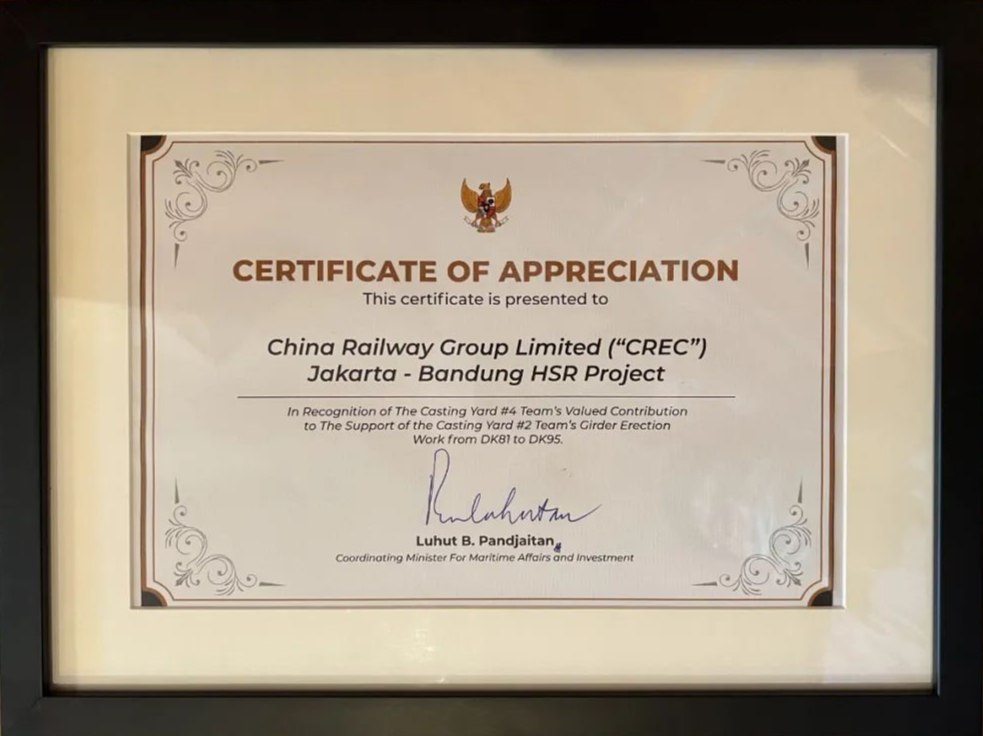 CERTIFICATE OF APPRECIATION
This certificate is presented to
China Railway Group Limited (“CREC”)
Jakarta - Bandung HSR Project
In Recognition of The Casting Yard #4 Team’s Valued Contribution
to The Support of the Casting Yard #2 Team’s Girder Erection
Work from DK81 to DK95.
Luhut B. Pandjaitan
Coordinating Minister For Maritime Affairs and Investment